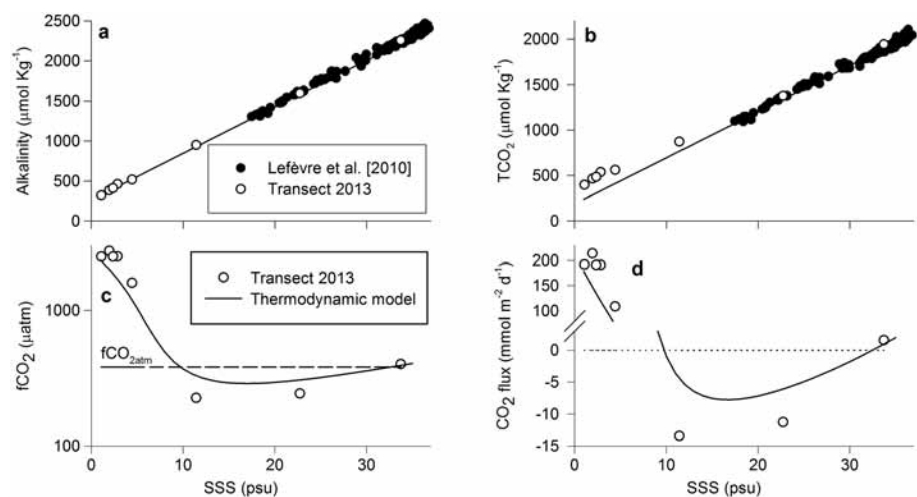 a
Alkalinity (μmol Kg⁻¹)
2500
2000
1500
1000
500
0
● Lefèvre et al. [2010]
○ Transect 2013
b
TCO₂ (μmol Kg⁻¹)
2000
1500
1000
500
0
c
fCO₂ (μatm)
1000
100
fCO₂ₐₜₘ
○ Transect 2013
Thermodynamic model
0 10 20 30
SSS (psu)
d
CO₂ flux (mmol m⁻² d⁻¹)
200
150
100
50
0
-5
-10
-15
0 10 20 30
SSS (psu)